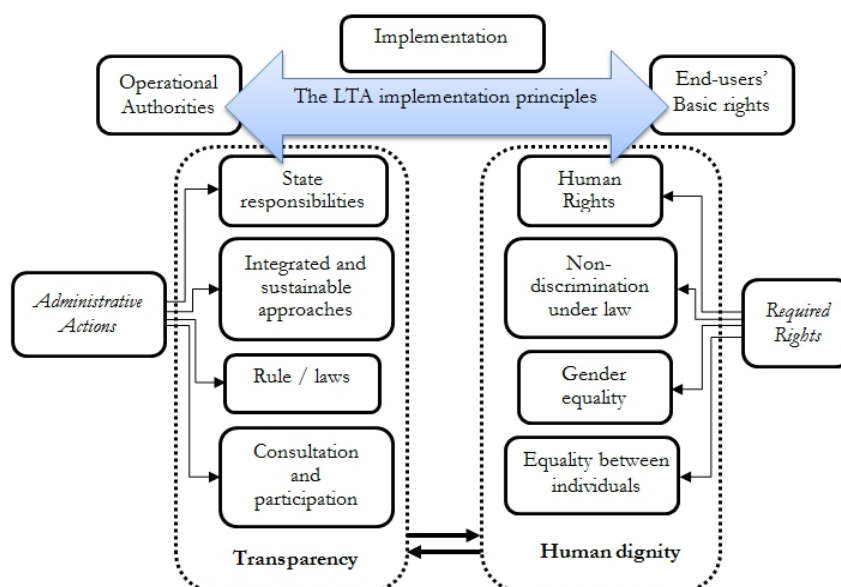 Implementation
Operational
Authorities
The LTA implementation principles
End-users'
Basic rights
State
responsibilities
Integrated and
sustainable
approaches
Rule / laws
Consultation
and
participation
Administrative
Actions
Transparency
Human
Rights
Non-
discrimination
under law
Gender
equality
Equality between
individuals
Required
Rights
Human dignity